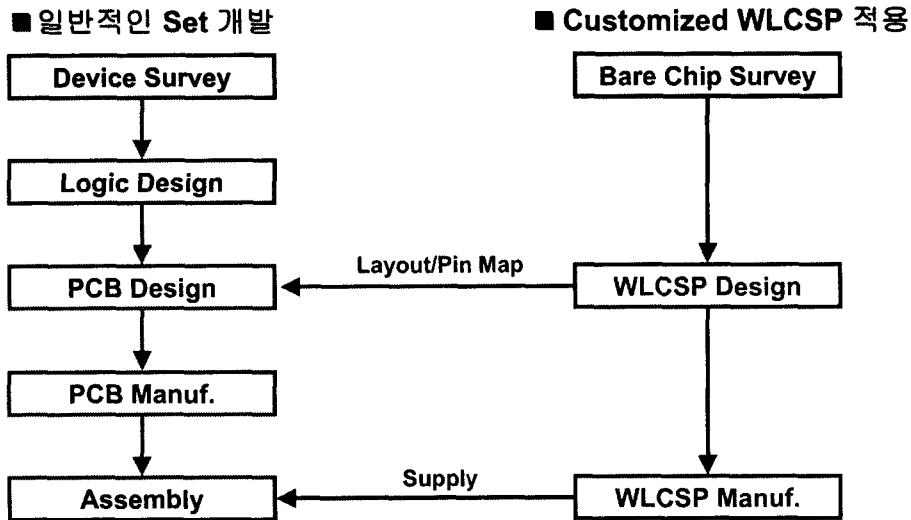 ■ 일반적인 Set 개발
■ Customized WLCSP 적용
Device Survey
Bare Chip Survey
Logic Design
Layout/Pin Map
PCB Design
WLCSP Design
PCB Manuf.
Supply
Assembly
WLCSP Manuf.